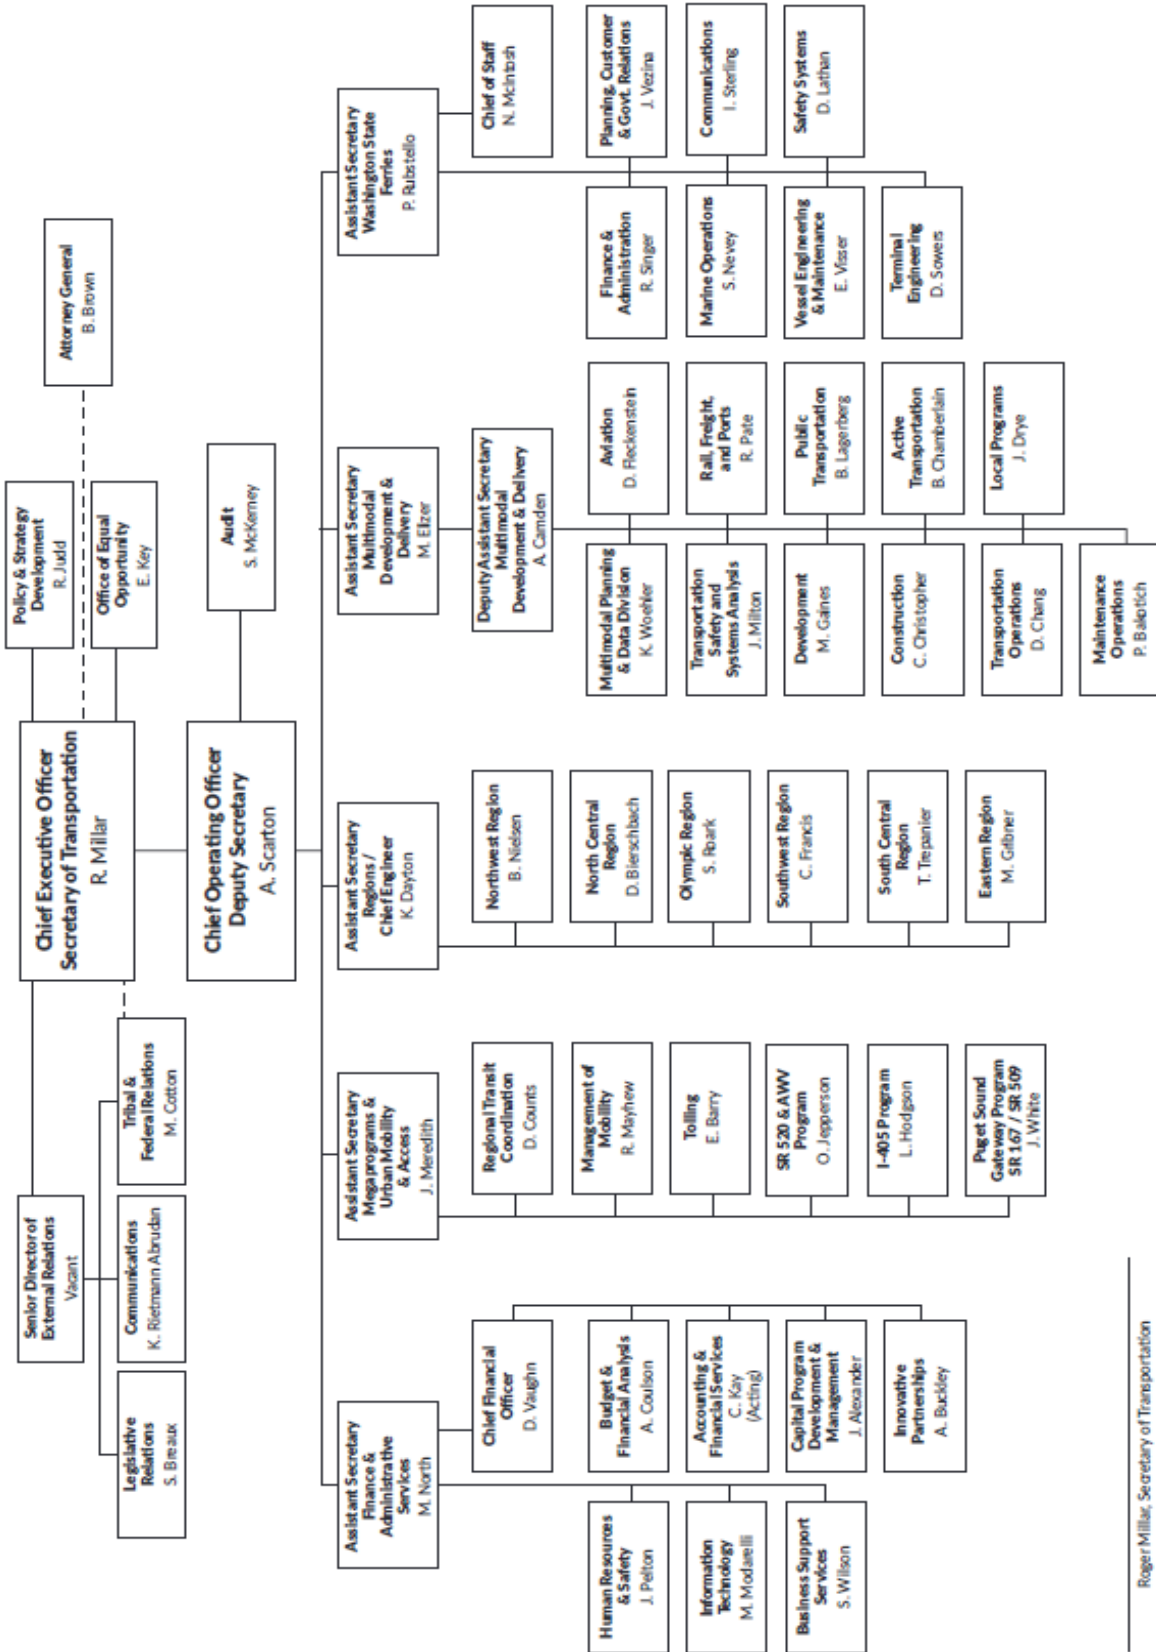 Chief Executive Officer
Secretary of Transportation
R. Millar
Policy & Strategy
Development
R. Judd
Office of Equal
Opportunity
E. Key
Attorney General
B. Brown
Senior Director of
External Relations
Vacant
Legislative
Relations
S. Breaux
Communications
K. Rietmann Abrudan
Tribal &
Federal Relations
M. Cotton
Chief Operating Officer
Deputy Secretary
A. Scarton
Audit
S. McKerney
Assistant Secretary
Finance &
Administrative
Services
M. North
Chief Financial
Officer
D. Vaughn
Human Resources
& Safety
J. Pelton
Information
Technology
M. Modarelli
Business Support
Services
S. Wilson
Budget &
Financial Analysis
A. Coulson
Accounting &
Financial Services
C. Kay
(Acting)
Capital Program
Development &
Management
J. Alexander
Innovative
Partnerships
A. Buckley
Assistant Secretary
Megaprograms &
Urban Mobility
& Access
J. Meredith
Regional Transit
Coordination
D. Counts
Management of
Mobility
R. Mayhew
Tolling
E. Barry
SR 520 & AWV
Program
O. Jepperson
I-405 Program
L. Hodgson
Puget Sound
Gateway Program
SR 167 / SR 509
J. White
Assistant Secretary
Regions /
Chief Engineer
K. Dayton
Northwest Region
B. Nielsen
North Central
Region
D. Bierschbach
Olympic Region
S. Roark
Southwest Region
C. Francis
South Central
Region
T. Trepanier
Eastern Region
M. Gribner
Assistant Secretary
Multimodal
Development &
Delivery
M. Elizer
Deputy Assistant Secretary
Multimodal
Development & Delivery
A. Camden
Multimodal Planning
& Data Division
K. Woehler
Transportation
Safety and
Systems Analysis
J. Milton
Development
M. Gaines
Construction
C. Christopher
Transportation
Operations
D. Chang
Maintenance
Operations
P. Bakotich
Aviation
D. Fleckenstein
Rail, Freight,
and Ports
R. Pate
Public
Transportation
B. Lagerberg
Active
Transportation
B. Chamberlain
Local Programs
J. Drye
Assistant Secretary
Washington State
Ferries
P. Rubstello
Chief of Staff
N. McIntosh
Finance &
Administration
R. Singer
Marine Operations
S. Nevey
Vessel Engineering
& Maintenance
E. Visser
Terminal
Engineering
D. Sowers
Planning, Customer
& Govt. Relations
J. Vezina
Communications
I. Sterling
Safety Systems
D. Lathan
Roger Millar, Secretary of Transportation